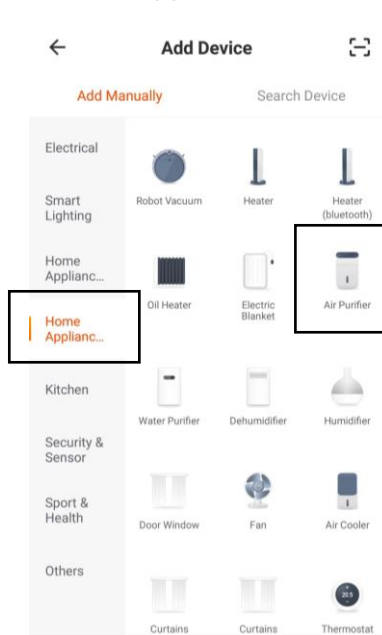 Add Device
Add Manually
Search Device
Electrical
Smart
Lighting
Home
Applianc...
Home
Applianc...
Kitchen
Security &
Sensor
Sport &
Health
Others
Robot Vacuum
Heater
Heater
(bluetooth)
Oil Heater
Electric
Blanket
Air Purifier
Water Purifier
Dehumidifier
Humidifier
Door Window
Fan
Air Cooler
Curtains
Curtains
20.5
Thermostat